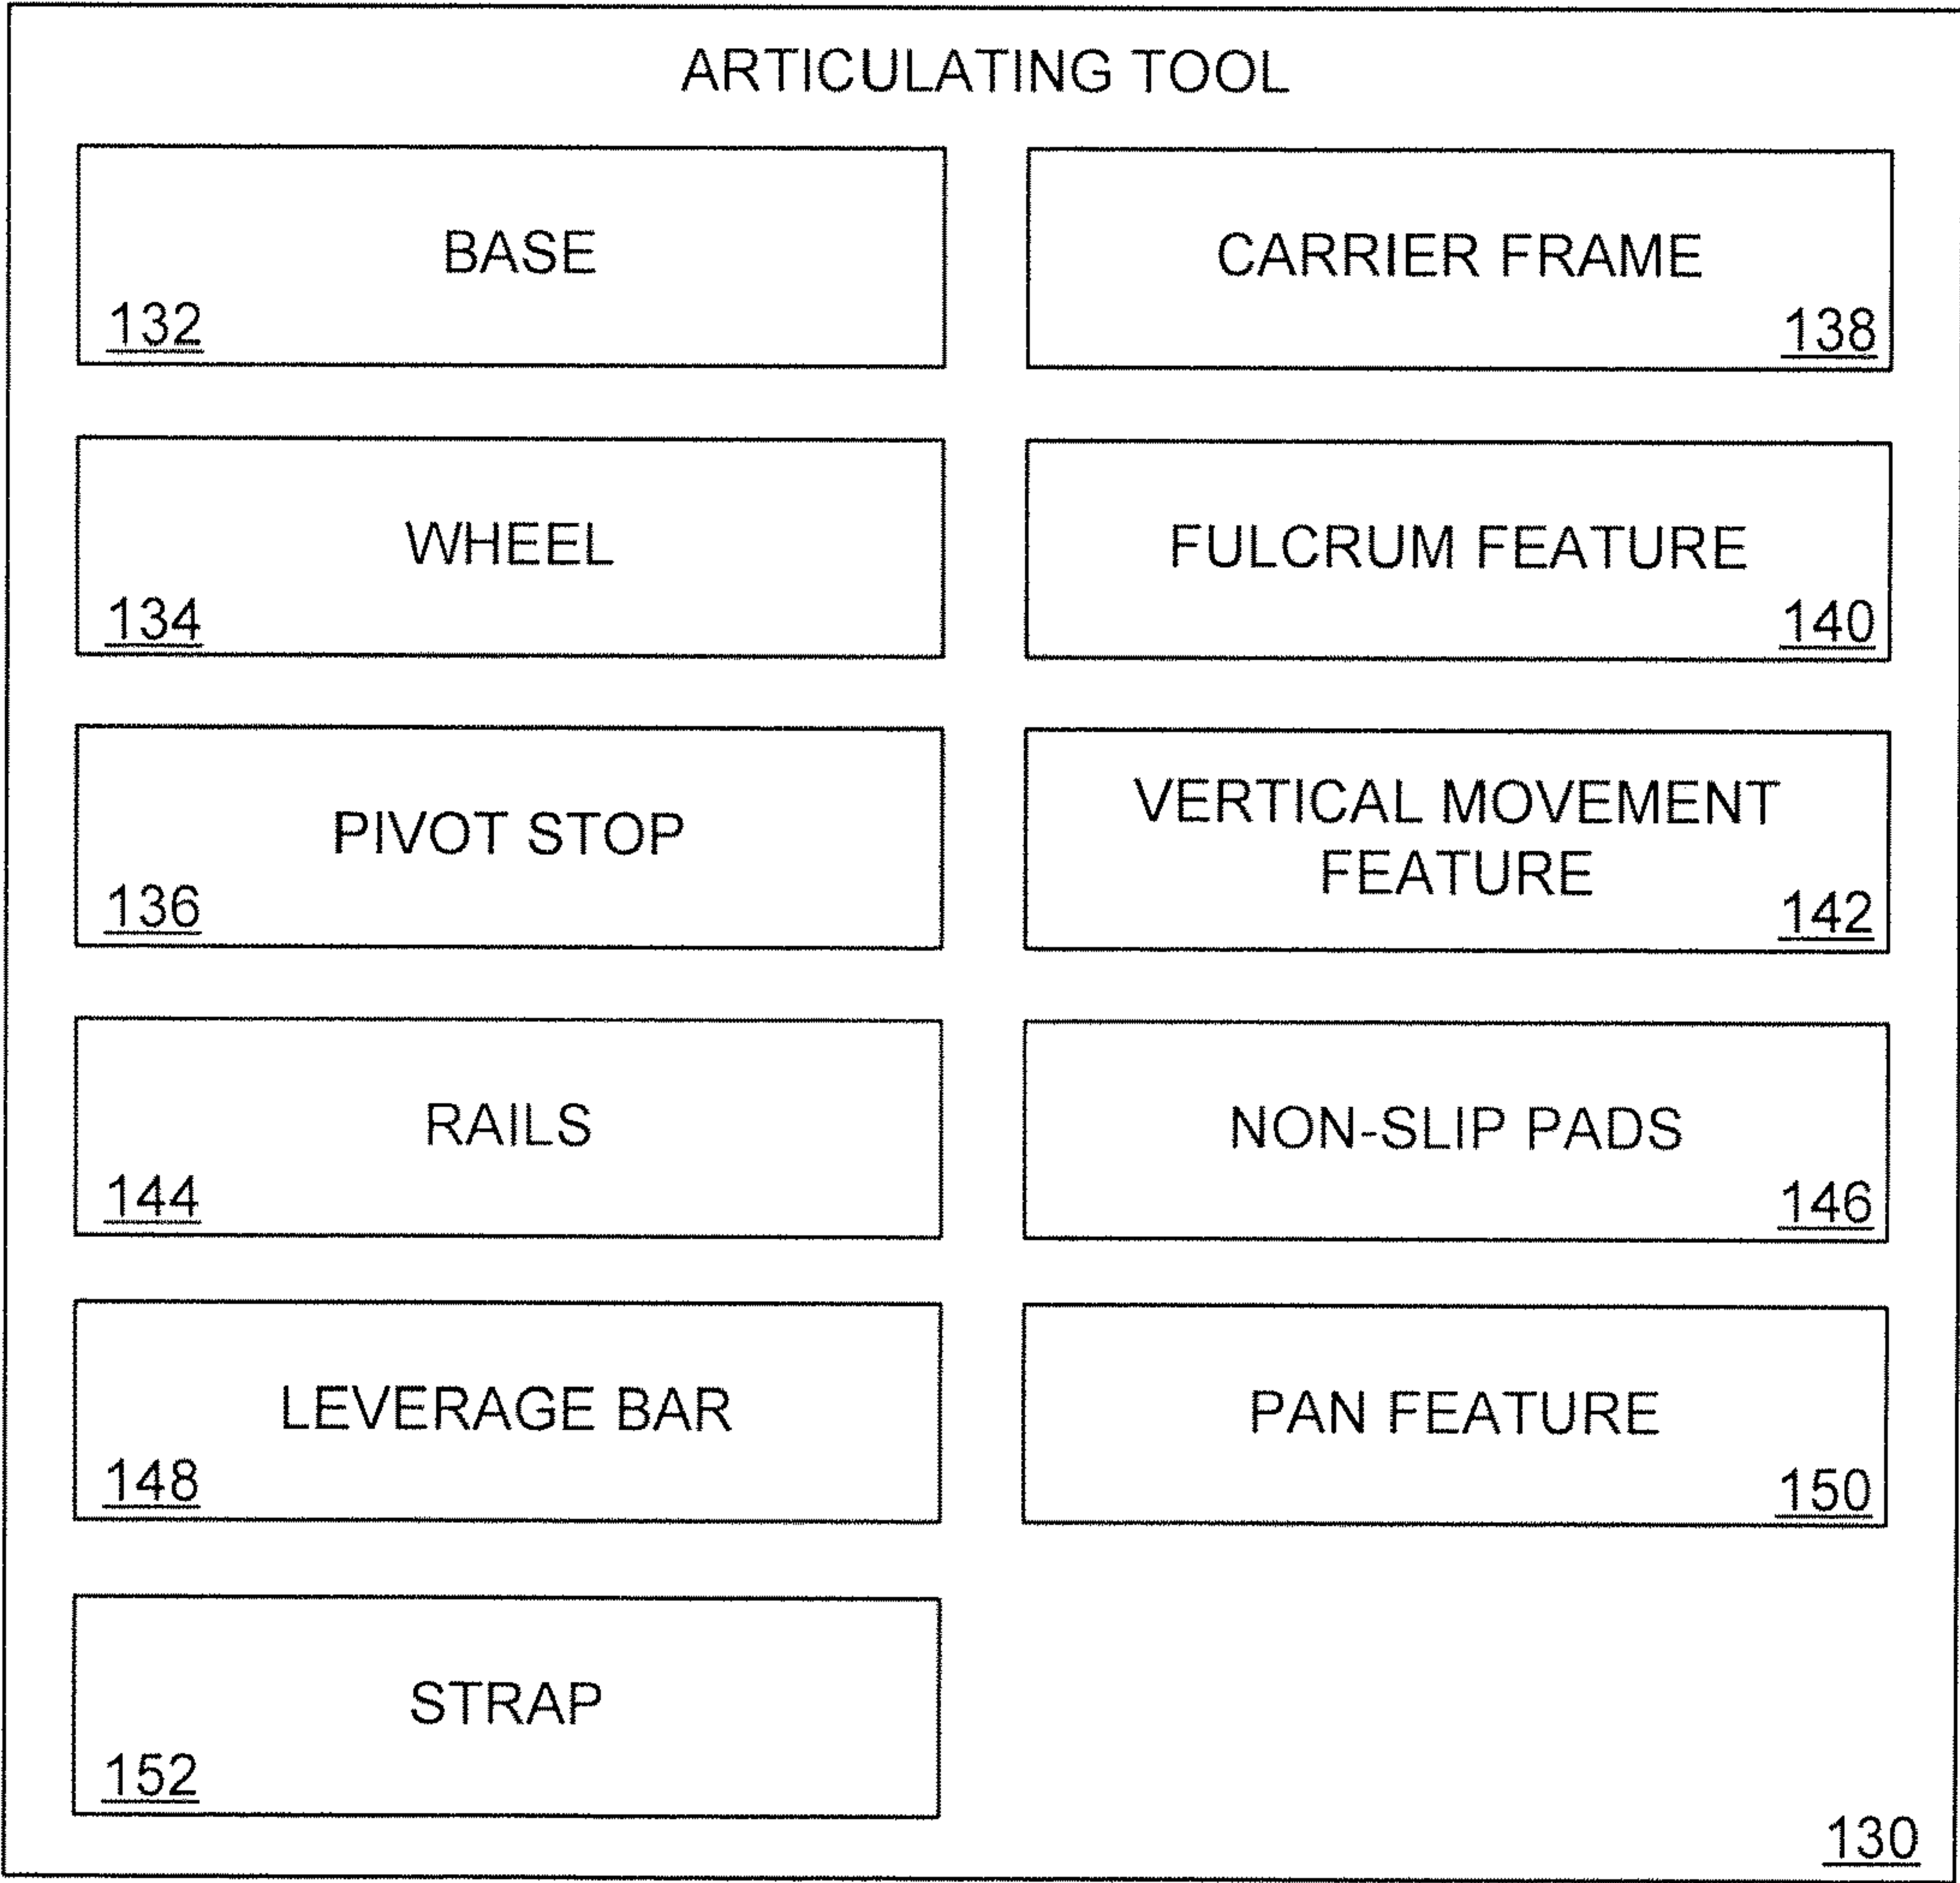 ARTICULATING TOOL
BASE
132
CARRIER FRAME
138
WHEEL
134
FULCRUM FEATURE
140
PIVOT STOP
136
VERTICAL MOVEMENT
FEATURE
142
RAILS
144
NON-SLIP PADS
146
LEVERAGE BAR
148
PAN FEATURE
150
STRAP
152
130